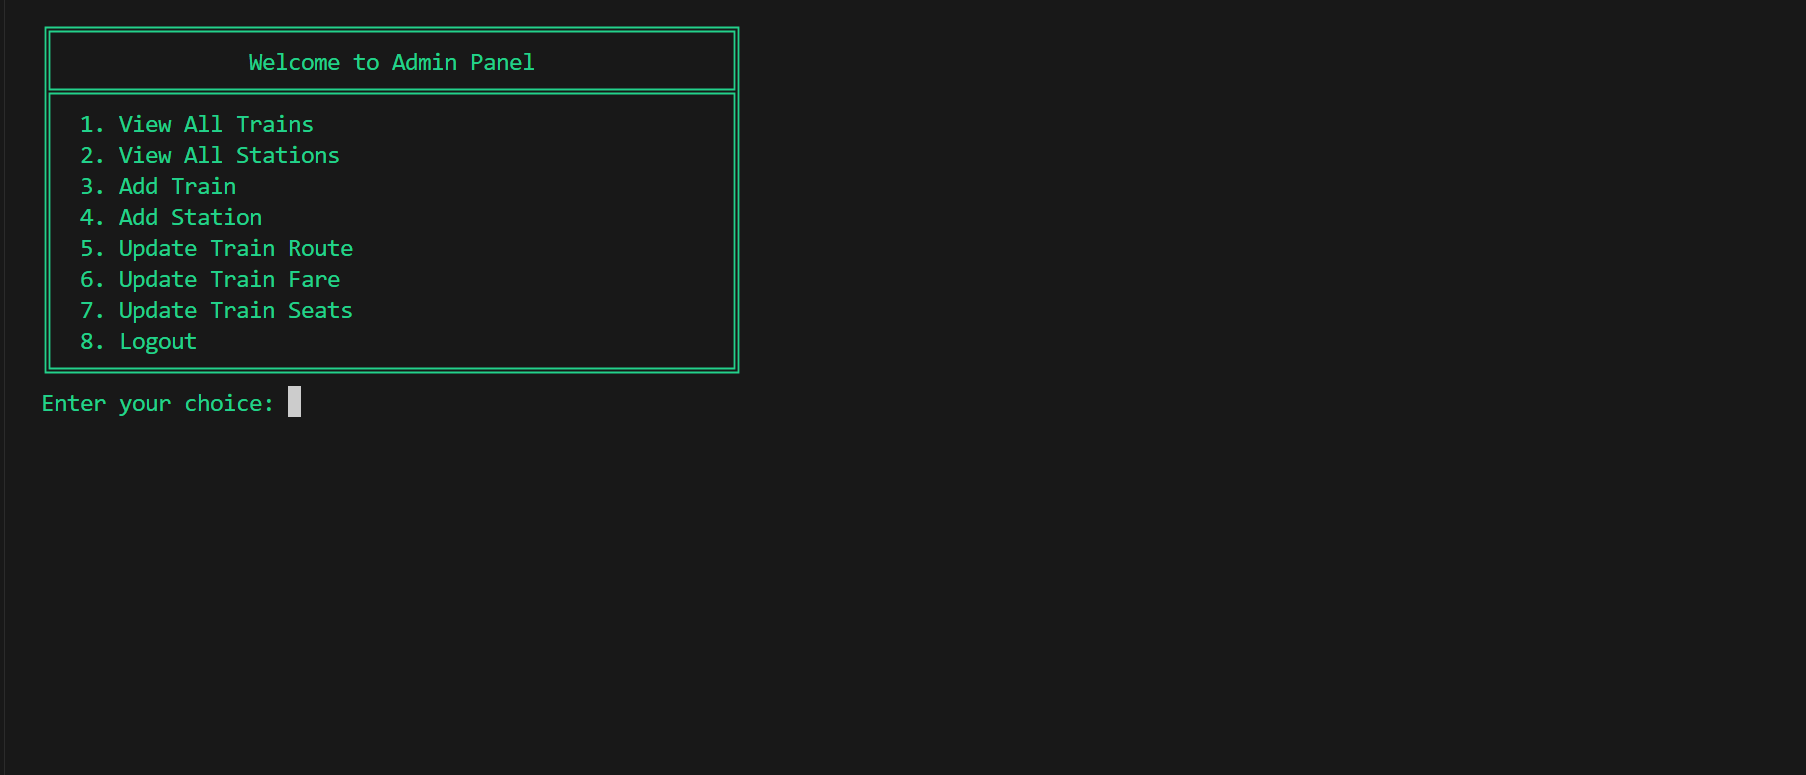 Welcome to Admin Panel
1. View All Trains
2. View All Stations
3. Add Train
4. Add Station
5. Update Train Route
6. Update Train Fare
7. Update Train Seats
8. Logout
Enter your choice: